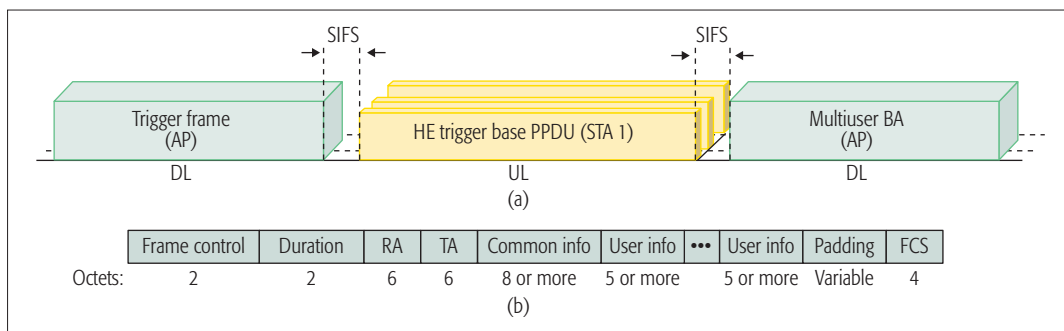 SIFS SIFS
Trigger frame
(AP)
HE trigger base PPDU (STA 1)
Multiuser BA
(AP)
DL UL DL
(a)
Frame control Duration RA TA Common info User info ••• User info Padding FCS
Octets: 2 2 6 6 8 or more 5 or more 5 or more Variable 4
(b)